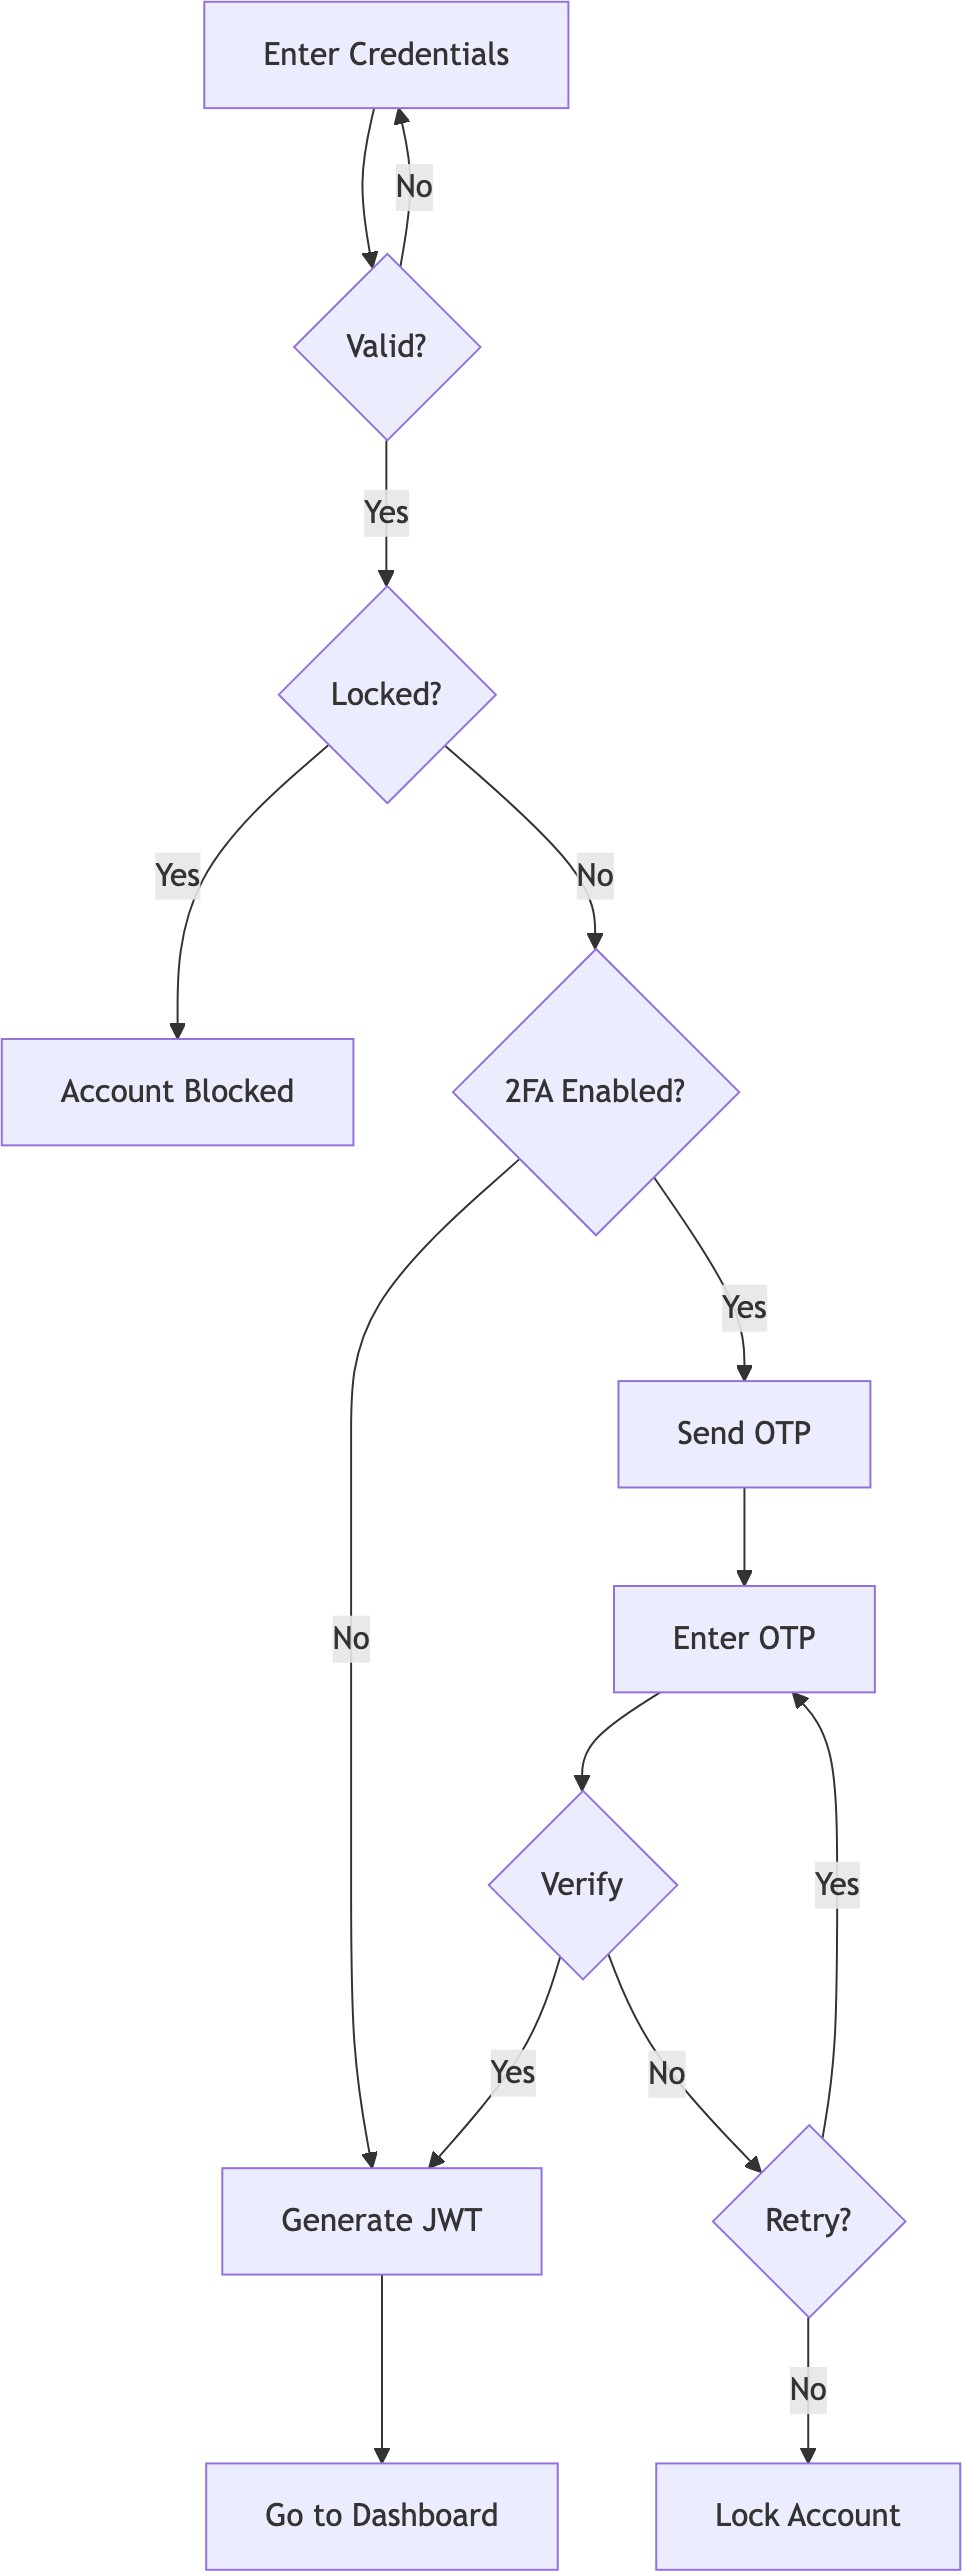 Enter Credentials
No
Valid?
Yes
Locked?
Yes
No
Account Blocked
2FA Enabled?
Yes
Send OTP
No
Enter OTP
Verify
Yes
Yes
No
Generate JWT
Retry?
No
Go to Dashboard
Lock Account